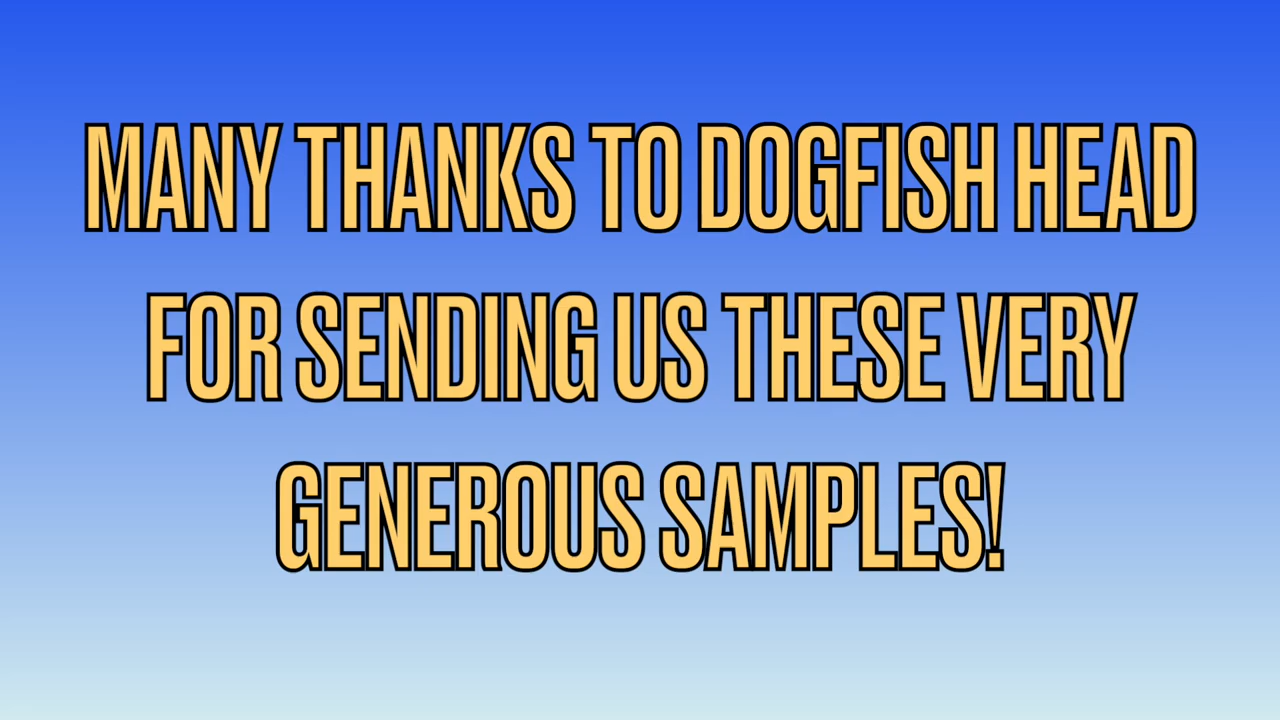 MANY THANKS TO DOGFISH HEAD
FOR SENDING US THESE VERY
GENEROUS SAMPLES!